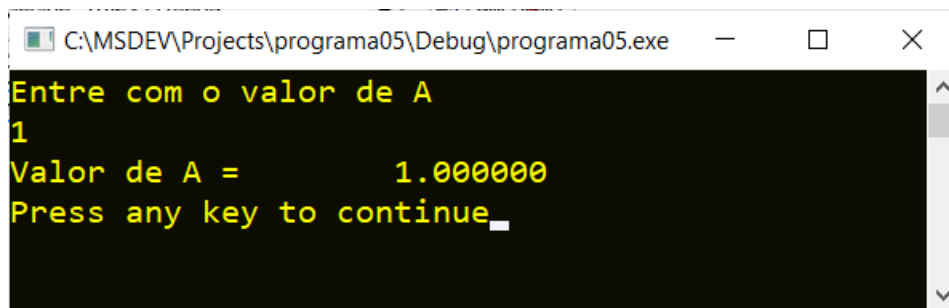 C:\MSDEV\Projects\programa05\Debug\programa05.exe
Entre com o valor de A
1
Valor de A =        1.000000
Press any key to continue